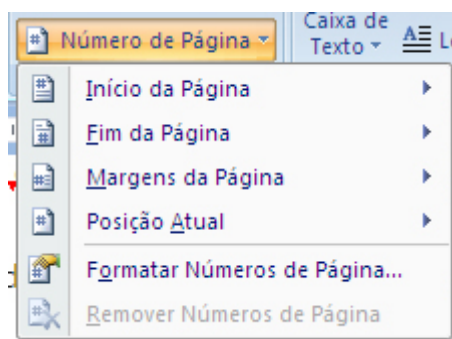 Número de Página
Caixa de
Texto
Início da Página
Fim da Página
Margens da Página
Posição Atual
Formatar Números de Página...
Remover Números de Página